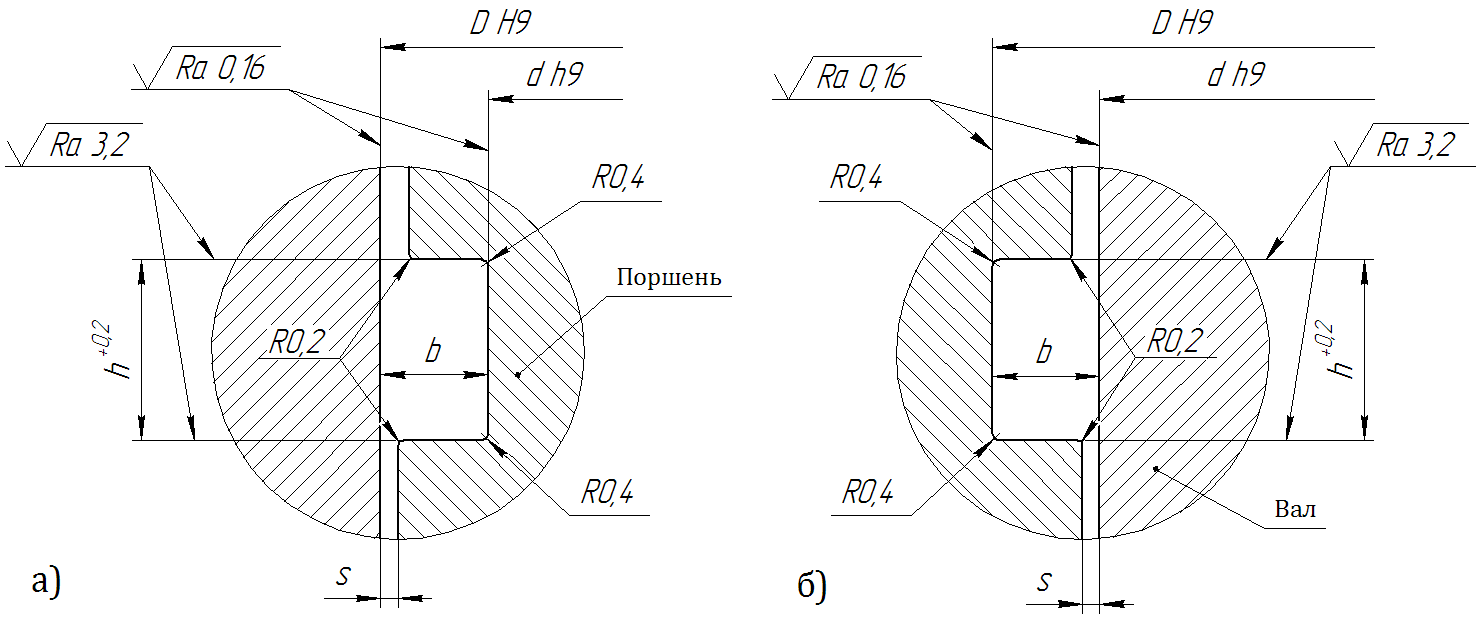 D H9
D H9
Ra 0,16
d h9
Ra 0,16
d h9
Ra 3,2
Ra 3,2
R0,4
R0,4
Поршень
h +0,2
R0,2
b
b
R0,2
h +0,2
R0,4
R0,4
Вал
а)
s
б)
s